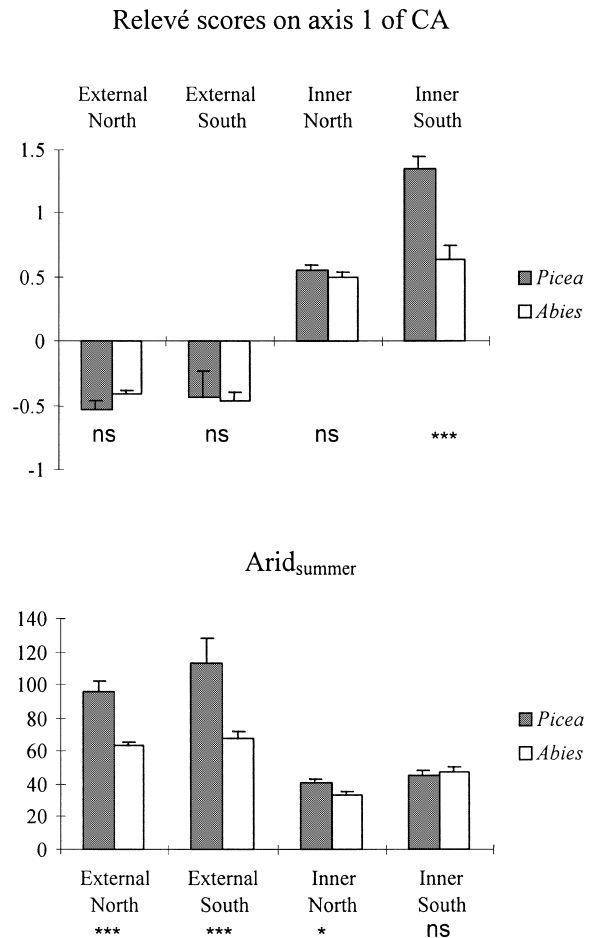 Relevé scores on axis 1 of CA
External External Inner Inner
North South North South
1.5
1
0.5
0
-0.5
-1
Picea
Abies
ns ns ns ***
Aridsummer
140
120
100
80
60
40
20
0
Picea
Abies
External External Inner Inner
North South North South
*** *** * ns